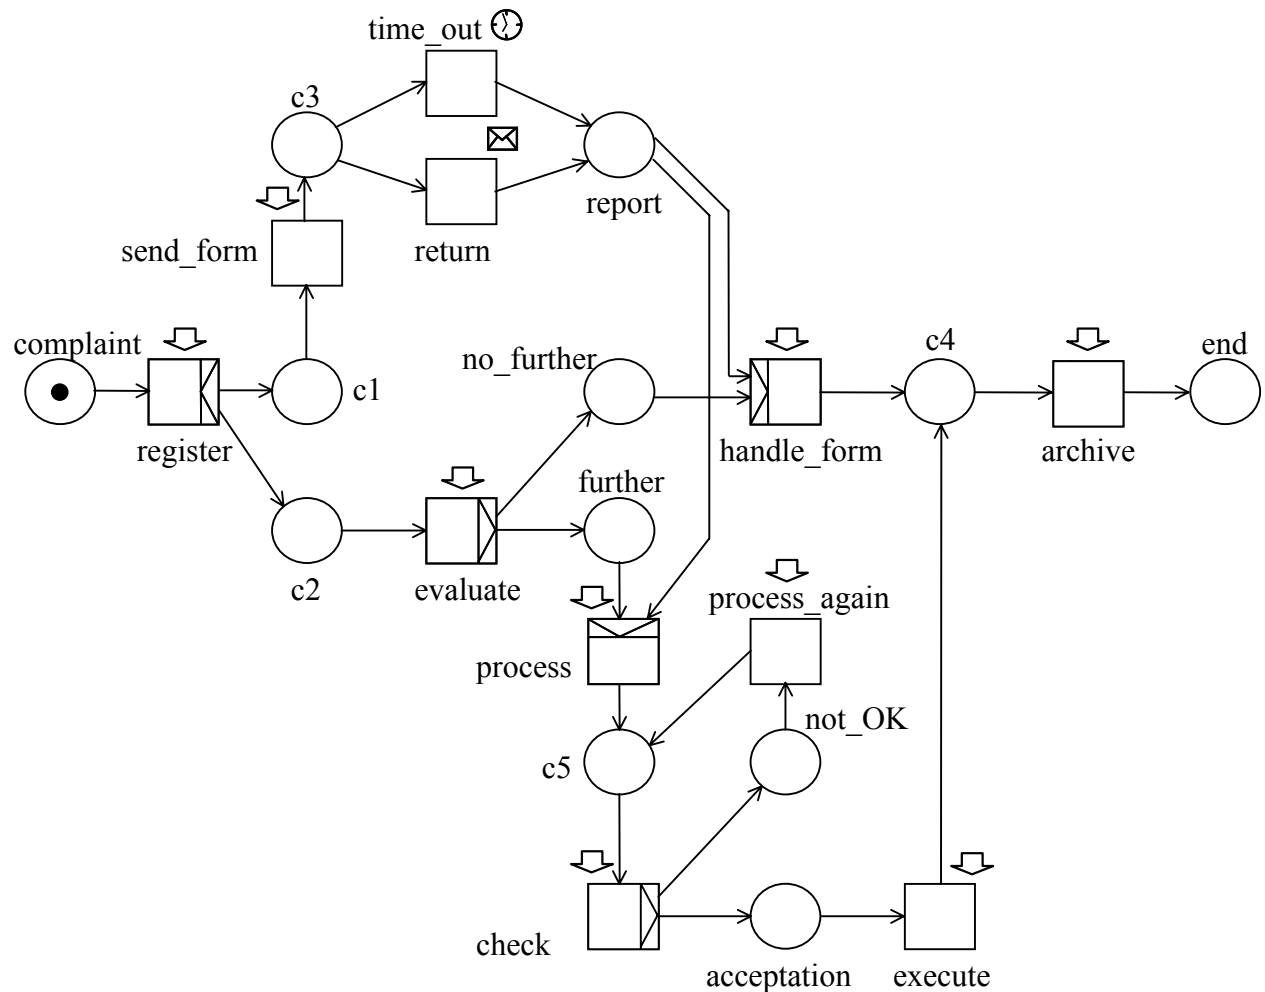 time_out
c3
report
send_form
return
complaint
no_further
c4
end
c1
register
handle_form
archive
further
c2
evaluate
process_again
process
not_OK
c5
check
acceptation
execute